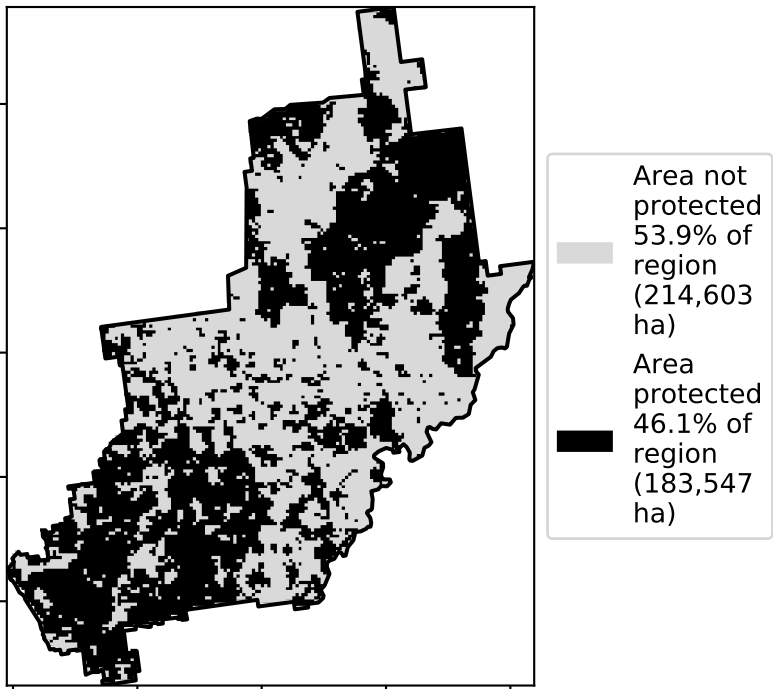 Area not
protected
53.9% of
region
(214,603
ha)
Area
protected
46.1% of
region
(183,547
ha)